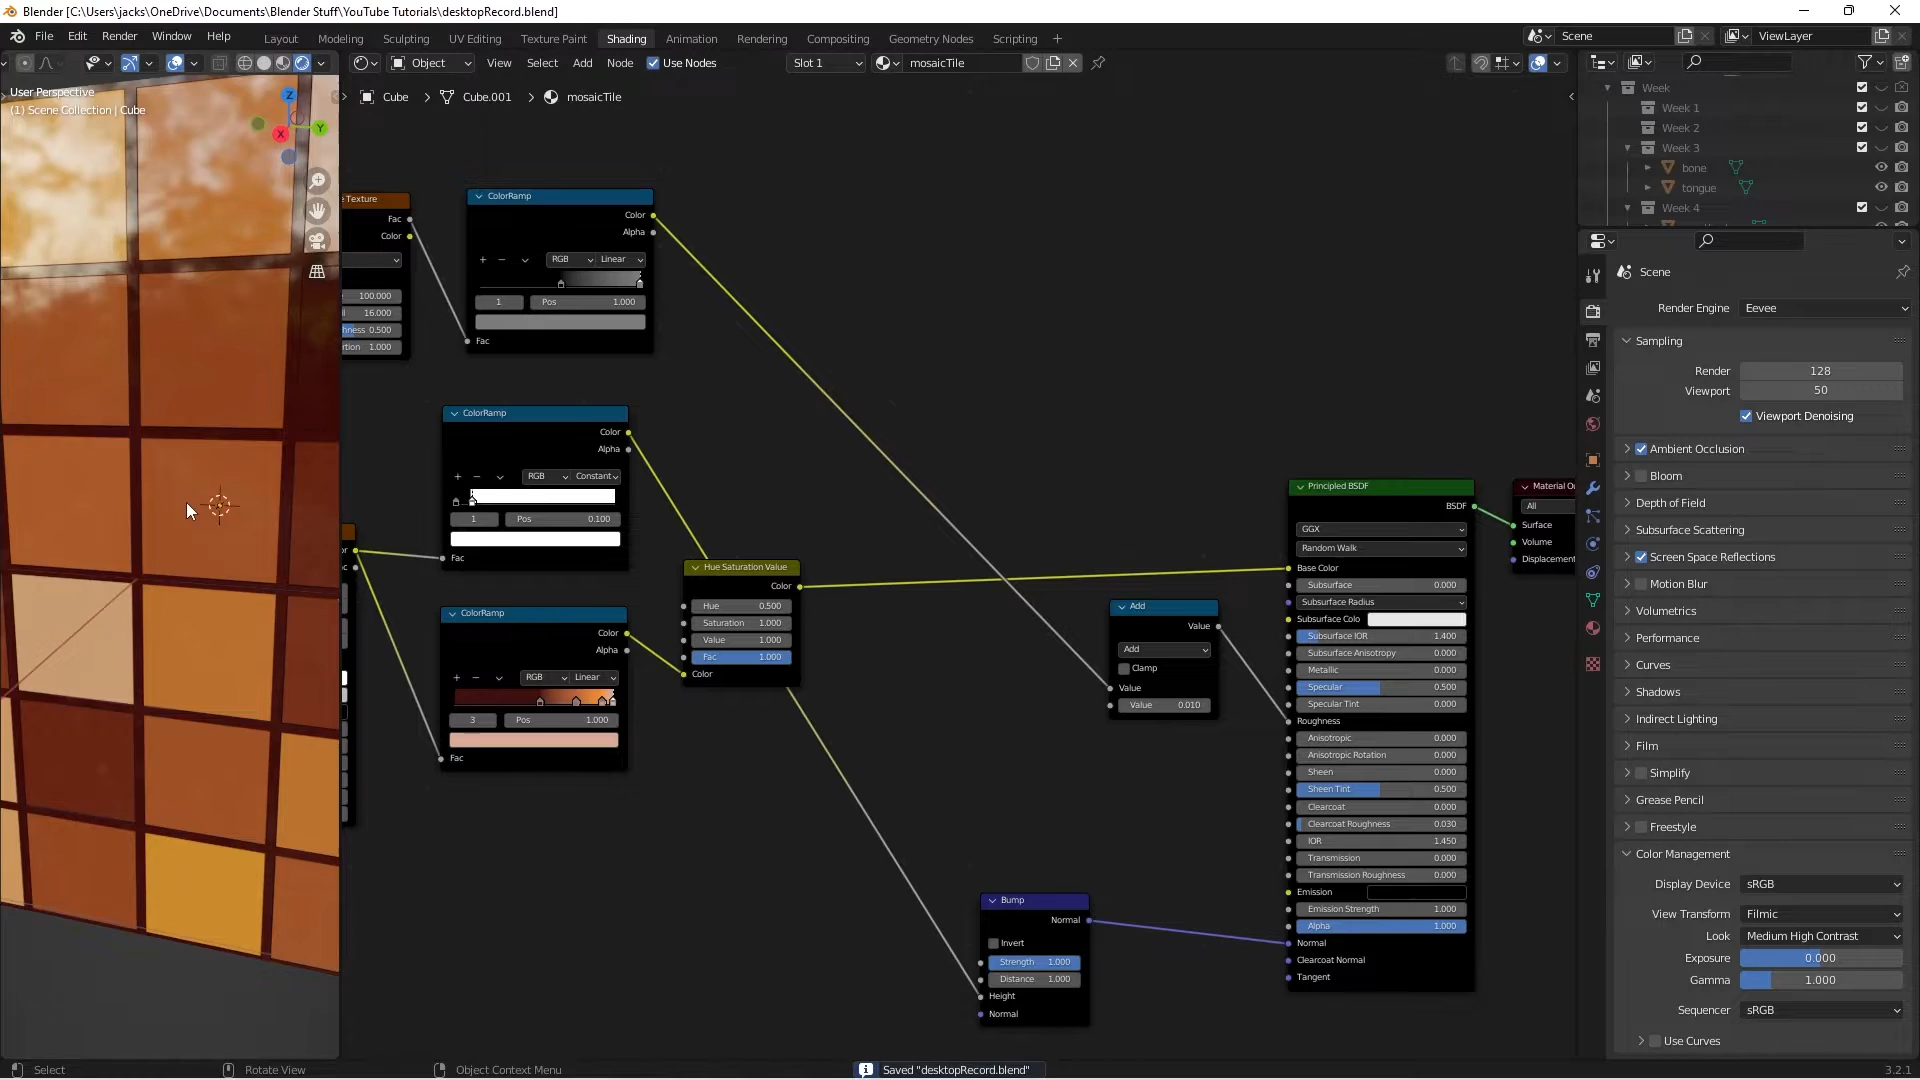 Blender [C:\Users\jacks\OneDrive\Documents\Blender Stuff\YouTube Tutorials\desktopRecord.blend]
File Edit Render Window Help Layout Modeling Sculpting UV Editing Texture Paint Shading Animation Rendering Compositing Geometry Nodes Scripting + Scene ViewLayer
Object View Select Add Node Use Nodes Slot 1 mosaicTile
User Perspective
(1) Scene Collection | Cube
Z
Y
X
Cube > Cube.001 > mosaicTile
Week
Week 1
Week 2
Week 3
bone
tongue
Week 4
e Texture
Fac
Color
100.000
16.000
hness 0.500
rtion 1.000
ColorRamp
Color
Alpha
RGB Linear
1 Pos 1.000
Fac
ColorRamp
Color
Alpha
RGB Constant
1 Pos 0.100
Fac
ColorRamp
Color
Alpha
RGB Linear
3 Pos 1.000
Fac
Hue Saturation Value
Color
Hue 0.500
Saturation 1.000
Value 1.000
Fac 1.000
Color
Add
Value
Add
Clamp
Value
Value 0.010
Bump
Normal
Invert
Strength 1.000
Distance 1.000
Height
Normal
Principled BSDF
BSDF
GGX
Random Walk
Base Color
Subsurface 0.000
Subsurface Radius
Subsurface Colo
Subsurface IOR 1.400
Subsurface Anisotropy 0.000
Metallic 0.000
Specular 0.500
Specular Tint 0.000
Roughness
Anisotropic 0.000
Anisotropic Rotation 0.000
Sheen 0.000
Sheen Tint 0.500
Clearcoat 0.000
Clearcoat Roughness 0.030
IOR 1.450
Transmission 0.000
Transmission Roughness 0.000
Emission
Emission Strength 1.000
Alpha 1.000
Normal
Clearcoat Normal
Tangent
Material Ou
All
Surface
Volume
Displacement
Scene
Render Engine Eevee
Sampling
Render 128
Viewport 50
Viewport Denoising
Ambient Occlusion
Bloom
Depth of Field
Subsurface Scattering
Screen Space Reflections
Motion Blur
Volumetrics
Performance
Curves
Shadows
Indirect Lighting
Film
Simplify
Grease Pencil
Freestyle
Color Management
Display Device sRGB
View Transform Filmic
Look Medium High Contrast
Exposure 0.000
Gamma 1.000
Sequencer sRGB
Use Curves
Select Rotate View Object Context Menu Saved "desktopRecord.blend" 3.2.1